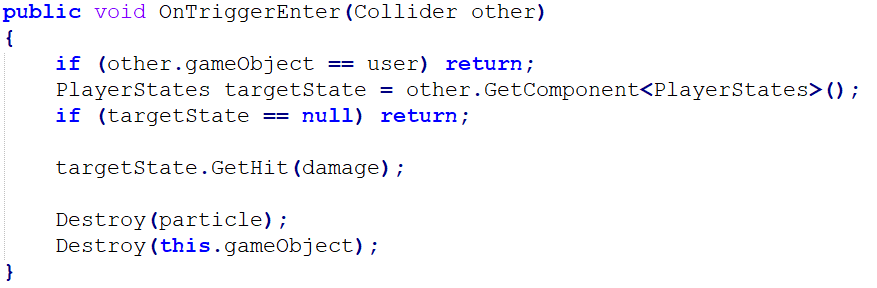 public void OnTriggerEnter(Collider other)
{
if (other.gameObject == user) return;
PlayerStates targetState = other.GetComponent<PlayerStates>();
if (targetState == null) return;
targetState.GetHit(damage);
Destroy(particle);
Destroy(this.gameObject);
}